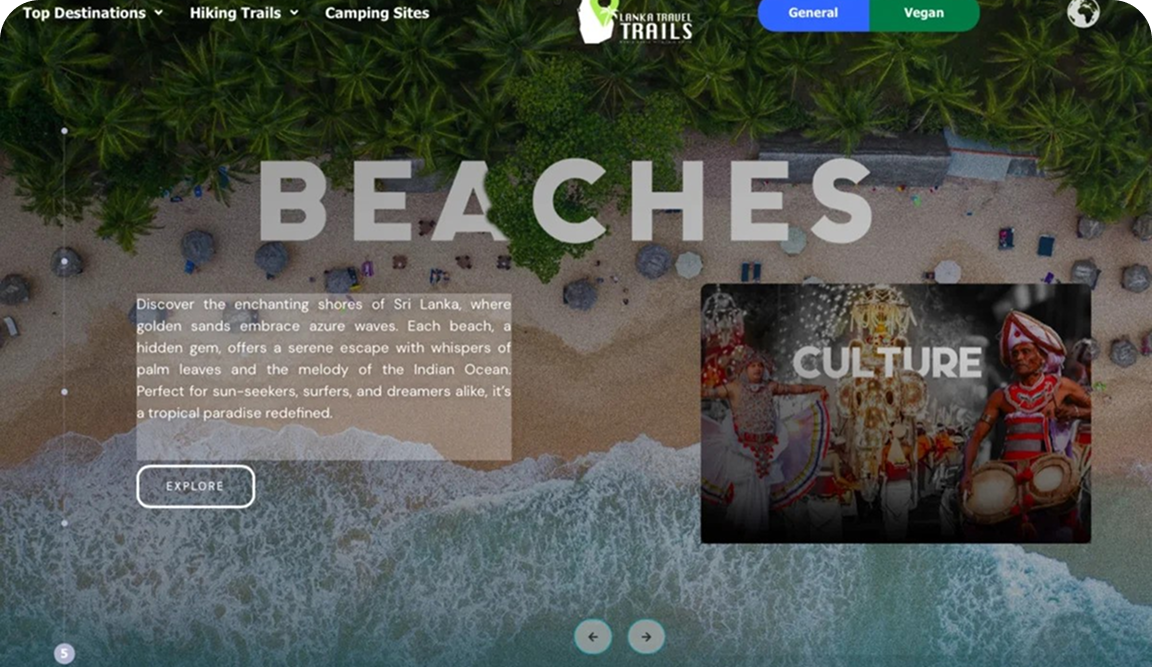 Top Destinations
Hiking Trails
Camping Sites
LANKA TRAVEL
TRAILS
General
Vegan
BEACHES
Discover the enchanting shores of Sri Lanka, where
golden sands embrace azure waves. Each beach, a
hidden gem, offers a serene escape with whispers of
palm leaves and the melody of the Indian Ocean.
Perfect for sun-seekers, surfers, and dreamers alike, it's
a tropical paradise redefined.
EXPLORE
CULTURE
5